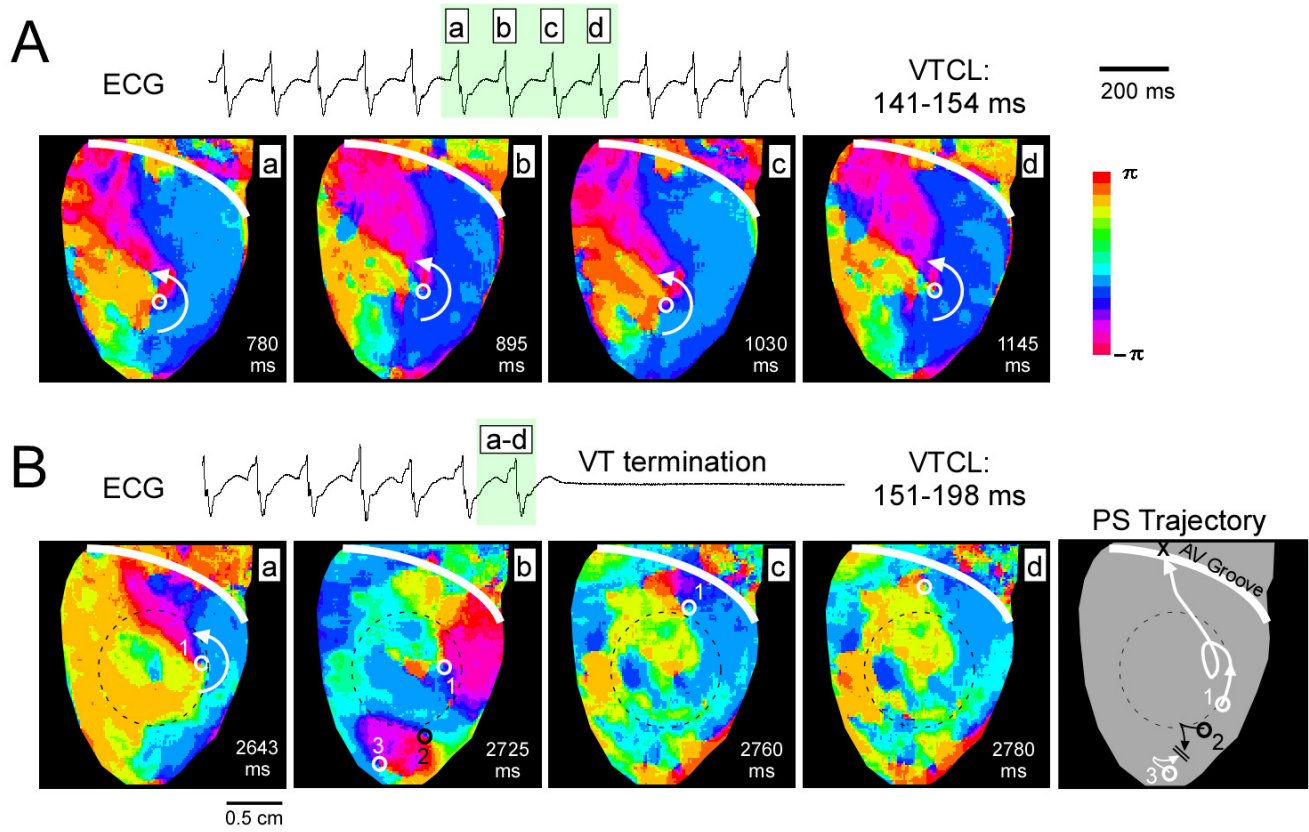 A
a b c d
ECG
VTCL:
141-154 ms
200 ms
a
780
ms
b
895
ms
c
1030
ms
d
1145
ms
π
-π
B
a-d
ECG
VT termination
VTCL:
151-198 ms
a
1
2643
ms
b
1
2
3
2725
ms
c
1
2760
ms
d
2780
ms
PS Trajectory
X
AV Groove
1
2
3
0.5 cm